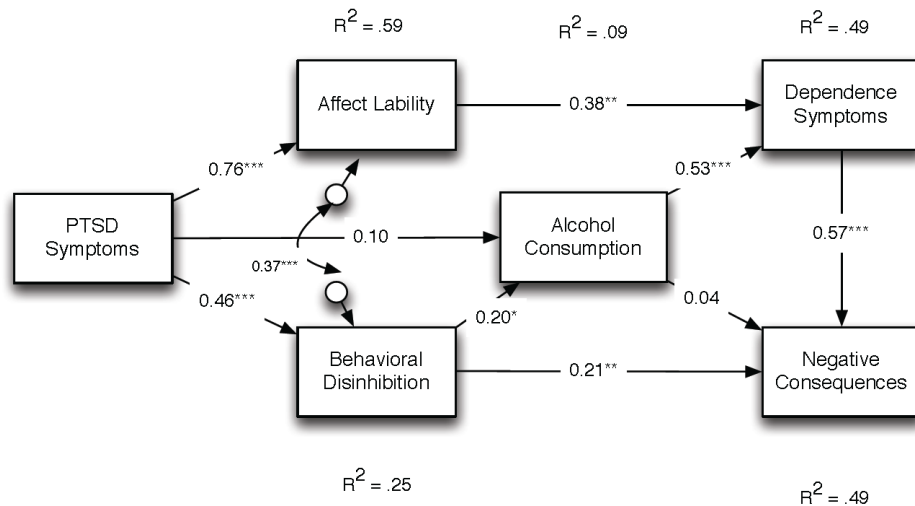 R2 = .59
R2 = .09
R2 = .49
Affect Lability
0.38**
Dependence
Symptoms
0.76***
0.53***
PTSD
Symptoms
0.10
Alcohol
Consumption
0.57***
0.37***
0.46***
0.20*
0.04
Behavioral
Disinhibition
0.21**
Negative
Consequences
R2 = .25
R2 = .49